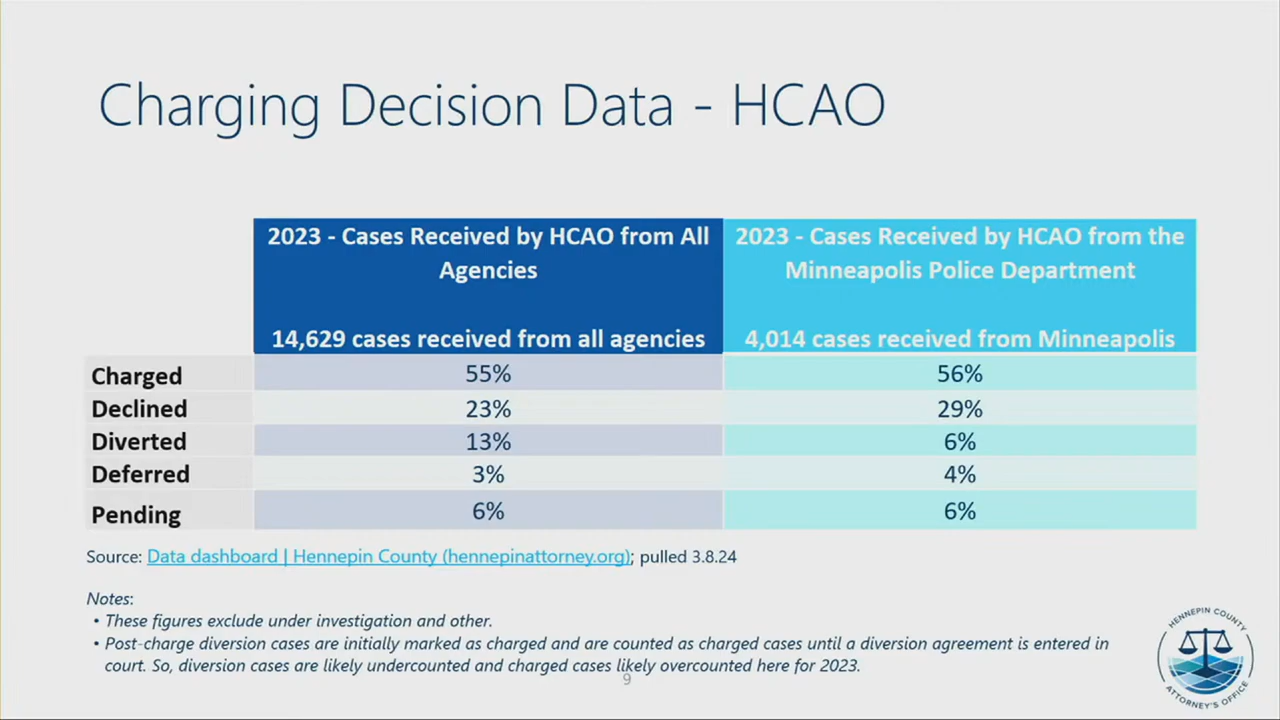 Charging Decision Data - HCAO
2023 - Cases Received by HCAO from All
Agencies
14,629 cases received from all agencies
2023 - Cases Received by HCAO from the
Minneapolis Police Department
4,014 cases received from Minneapolis
Charged 55% 56%
Declined 23% 29%
Diverted 13% 6%
Deferred 3% 4%
Pending 6% 6%
Source: Data dashboard | Hennepin County (hennepinattorney.org); pulled 3.8.24
Notes:
• These figures exclude under investigation and other.
• Post-charge diversion cases are initially marked as charged and are counted as charged cases until a diversion agreement is entered in
court. So, diversion cases are likely undercounted and charged cases likely overcounted here for 2023.
9
HENNEPIN COUNTY
ATTORNEY'S OFFICE